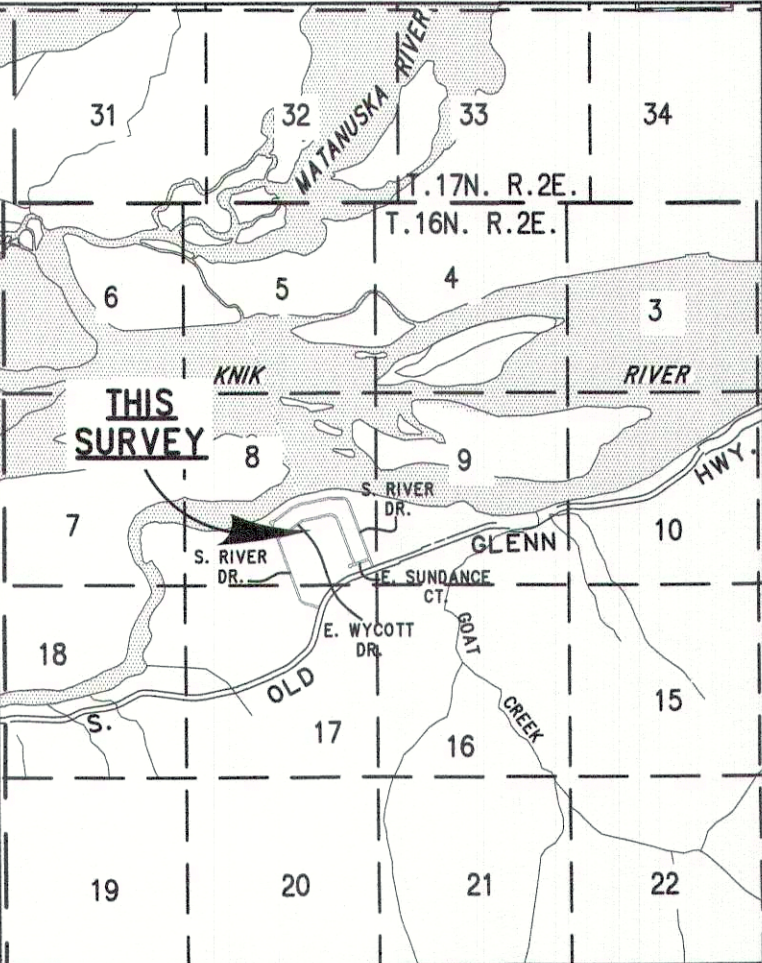 31
32
33
34
MATANUSKA RIVER
T.17N. R.2E.
T.16N. R.2E.
6
5
4
3
KNIK
RIVER
THIS
SURVEY
8
9
7
10
S. RIVER
DR.
S. RIVER
DR.
S. OLD GLENN HWY.
E. SUNDANCE
CT.
E. WYCOTT
DR.
GOAT CREEK
18
17
16
15
19
20
21
22